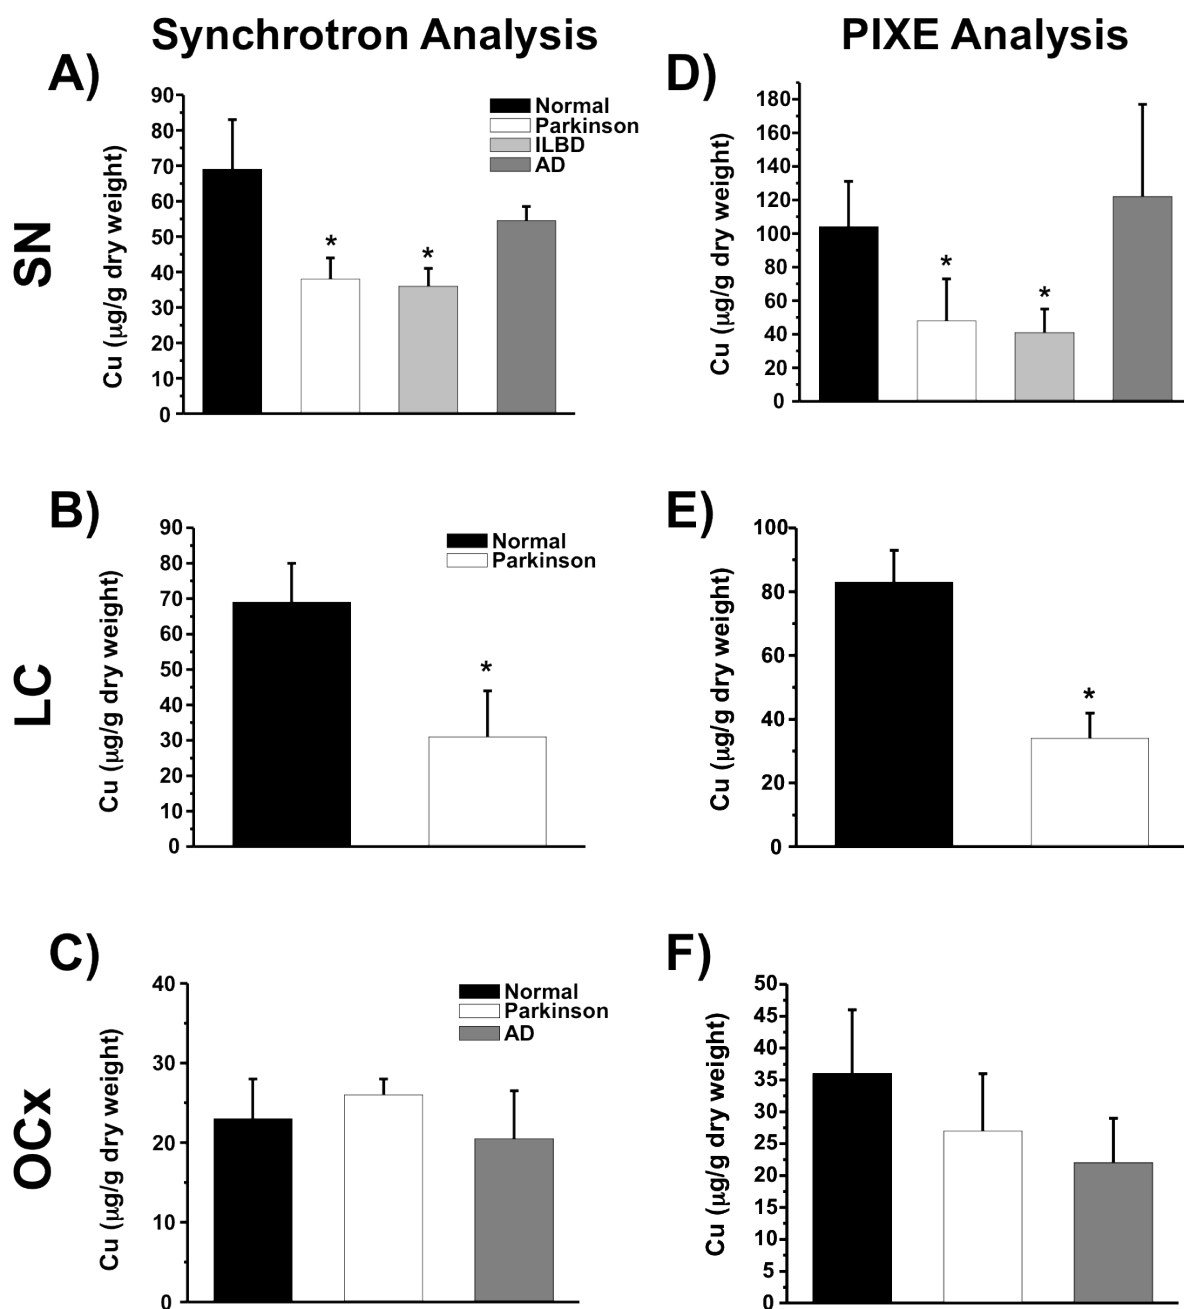 Synchrotron Analysis
PIXE Analysis
SN
A)
Cu (µg/g dry weight)
90
80
70
60
50
40
30
20
10
0
Normal
Parkinson
ILBD
AD
*
*
D)
Cu (µg/g dry weight)
180
160
140
120
100
80
60
40
20
0
*
*
LC
B)
Cu (µg/g dry weight)
90
80
70
60
50
40
30
20
10
0
Normal
Parkinson
*
E)
Cu (µg/g dry weight)
100
80
60
40
20
0
*
OCx
C)
Cu (µg/g dry weight)
40
30
20
10
0
Normal
Parkinson
AD
F)
Cu (µg/g dry weight)
50
45
40
35
30
25
20
15
10
5
0